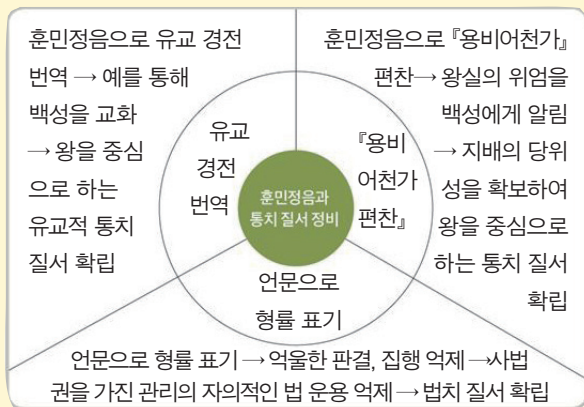 훈민정음으로 유교 경전
번역 → 예를 통해
백성을 교화
→ 왕을 중심
으로 하는
유교적 통치
질서 확립
훈민정음으로 『용비어천가』
편찬→ 왕실의 위엄을
백성에게 알림
→ 지배의 당위
성을 확보하여
왕을 중심으로
하는 통치 질서
확립
유교
경전
번역
『용비
어천가
편찬』
훈민정음과
통치 질서 정비
언문으로
형률 표기
언문으로 형률 표기 → 억울한 판결, 집행 억제 →사법
권을 가진 관리의 자의적인 법 운용 억제 → 법치 질서 확립